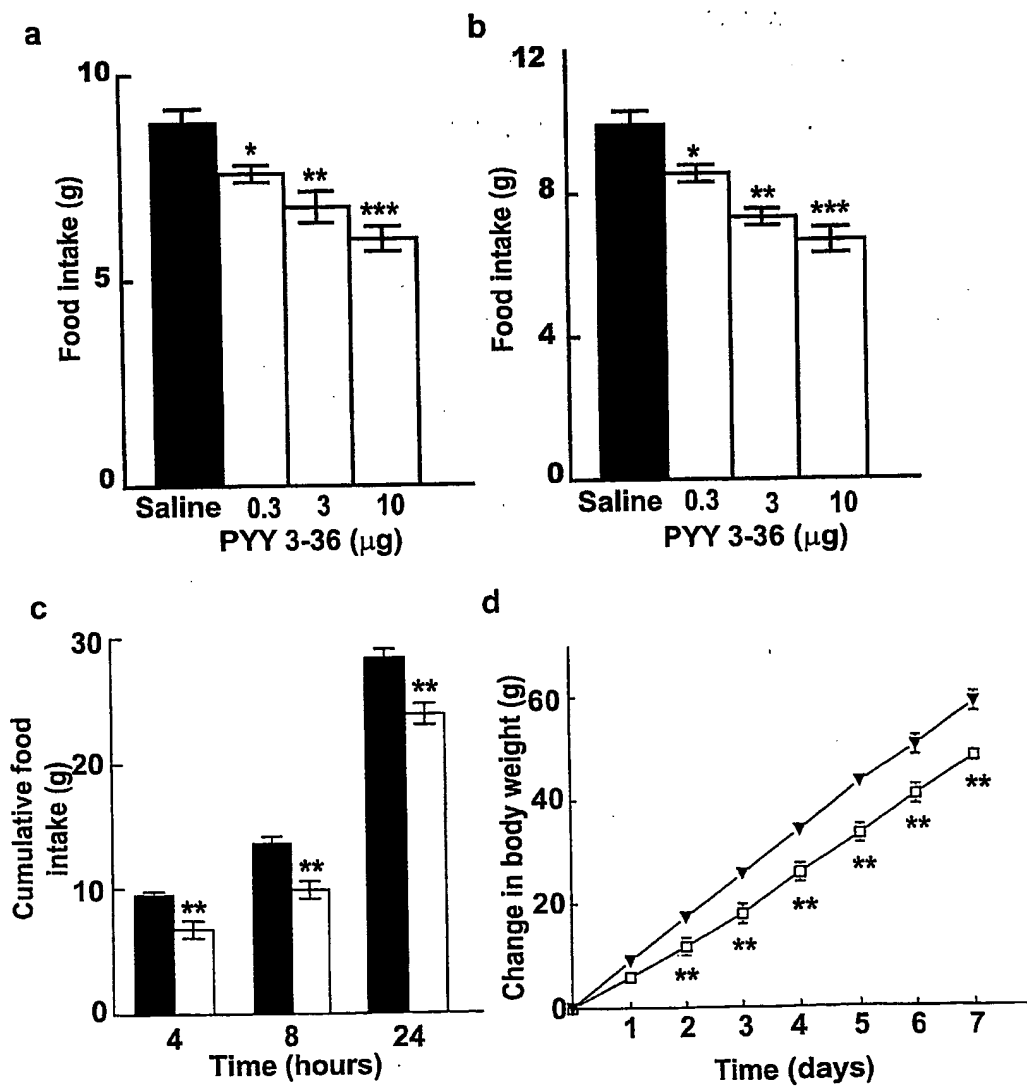 a
Food Intake (g)
10
5
0
*
**
***
Saline 0.3 3 10
PYY 3-36 (μg)
b
Food intake (g)
12
8
4
0
*
**
***
Saline 0.3 3 10
PYY 3-36 (μg)
c
Cumulative food
intake (g)
30
20
10
0
**
**
**
4 8 24
Time (hours)
d
Change in body weight (g)
60
40
20
0
**
**
**
**
**
**
1 2 3 4 5 6 7
Time (days)